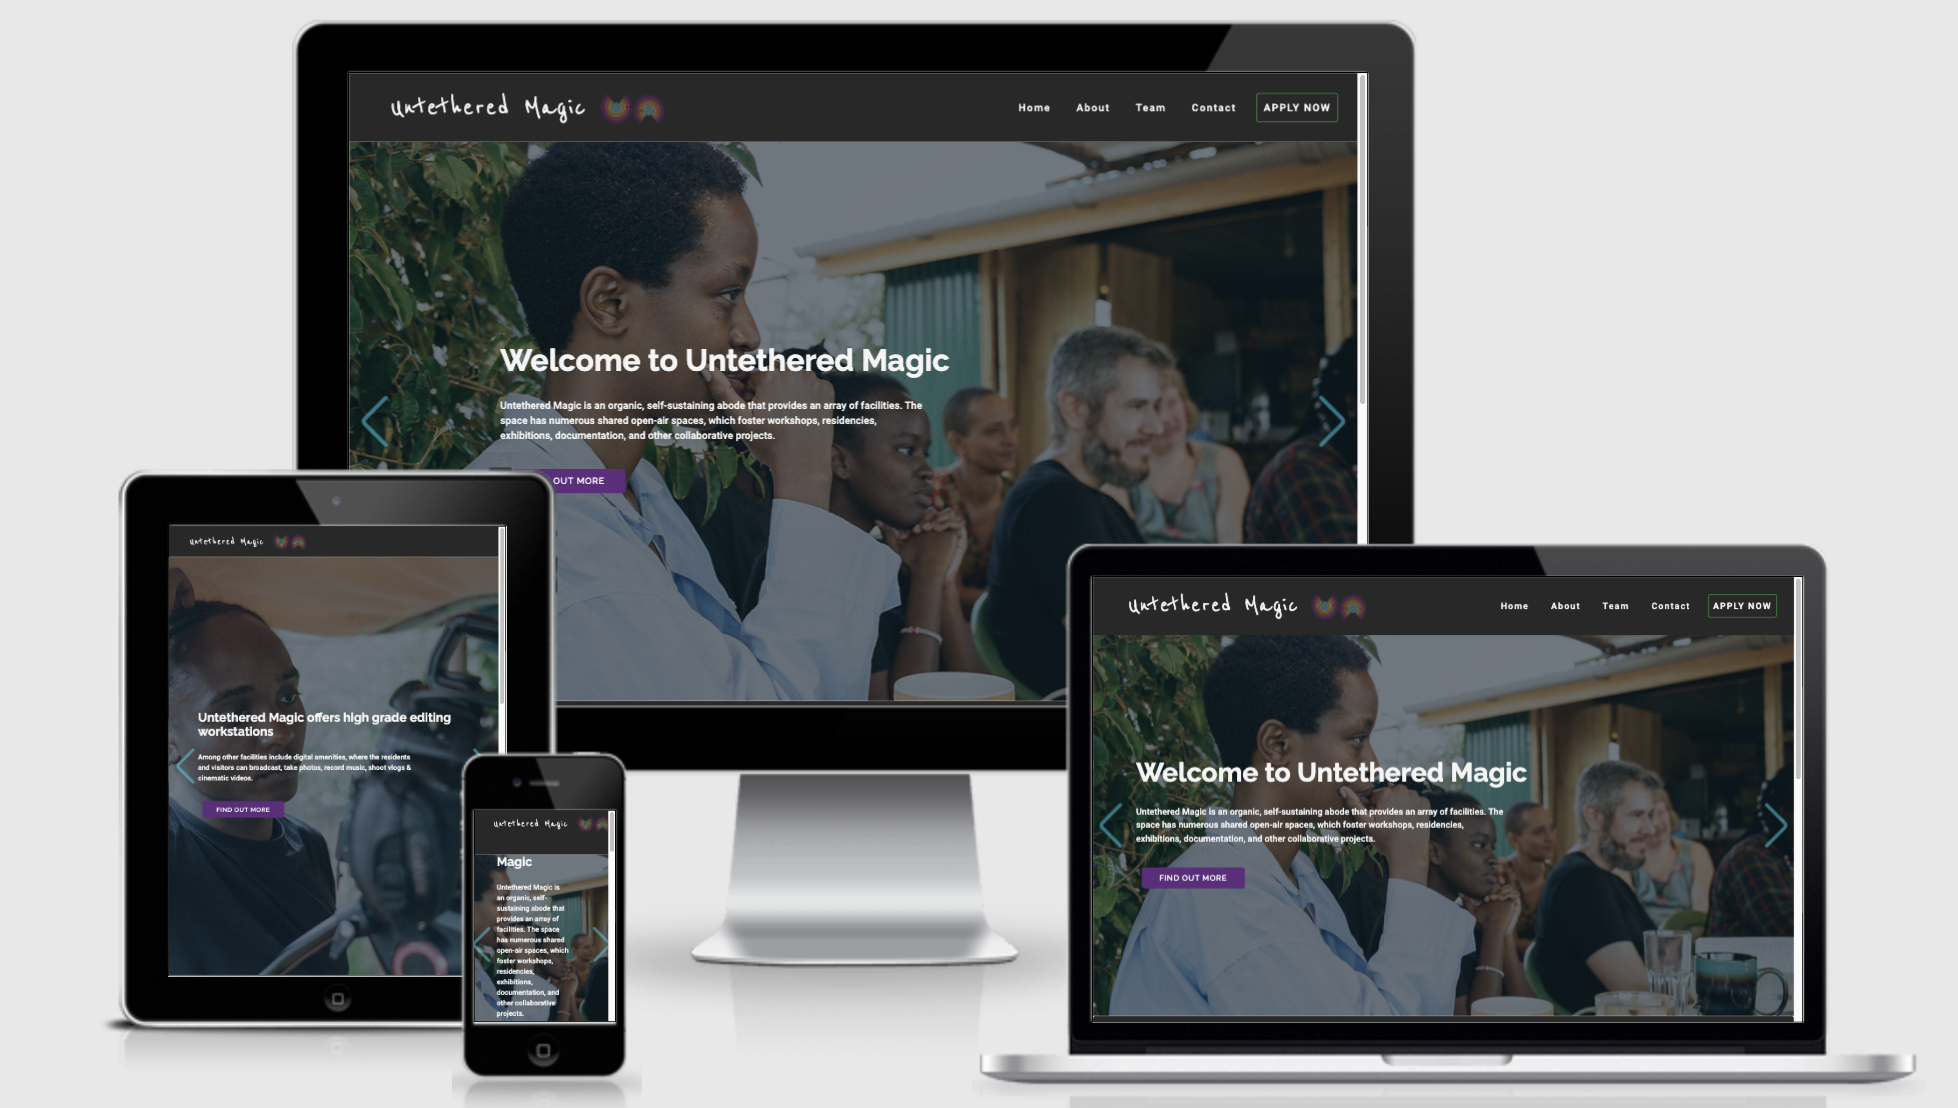 Untethered Magic
Home About Team Contact APPLY NOW
Welcome to Untethered Magic
Untethered Magic is an organic, self-sustaining abode that provides an array of facilities. The
space has numerous shared open-air spaces, which foster workshops, residencies,
exhibitions, documentation, and other collaborative projects.
OUT MORE
Untethered Magic
Untethered Magic offers high grade editing
workstations
Among other facilities include digital amenities, where the residents
and visitors can broadcast, take photos, record music, shoot vlogs &
cinematic videos.
FIND OUT MORE
Untethered Magic
Magic
Untethered Magic is
an organic, self-
sustaining abode that
provides an array of
facilities. The space
has numerous shared
open-air spaces, which
foster workshops,
residencies,
exhibitions,
documentation, and
other collaborative
projects.
Untethered Magic
Home About Team Contact APPLY NOW
Welcome to Untethered Magic
Untethered Magic is an organic, self-sustaining abode that provides an array of facilities. The
space has numerous shared open-air spaces, which foster workshops, residencies,
exhibitions, documentation, and other collaborative projects.
FIND OUT MORE